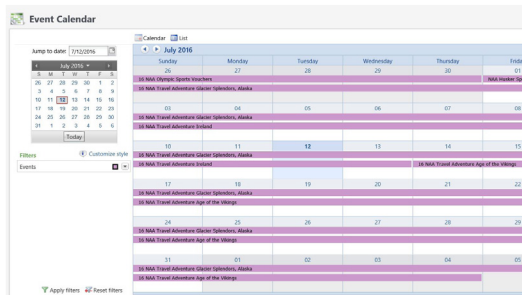 Event Calendar
Calendar List
Jump to date: 7/12/2016
July 2016
S M T W T F S
26 27 28 29 30 1 2
3 4 5 6 7 8 9
10 11 12 13 14 15 16
17 18 19 20 21 22 23
24 25 26 27 28 29 30
31 1 2 3 4 5 6
Today
Filters Customize style
Events
Apply filters Reset filters
July 2016
Sunday Monday Tuesday Wednesday Thursday Frida
26 27 28 29 30 01
16 NAA Olympic Sports Vouchers NAA Husker Sp
16 NAA Travel Adventure Glacier Splendors, Alaska
03 04 05 06 07 08
16 NAA Travel Adventure Glacier Splendors, Alaska
16 NAA Travel Adventure Ireland
10 11 12 13 14 15
16 NAA Travel Adventure Glacier Splendors, Alaska
16 NAA Travel Adventure Ireland 16 NAA Travel Adventure Age of the Vikings
17 18 19 20 21 22
16 NAA Travel Adventure Glacier Splendors, Alaska
16 NAA Travel Adventure Age of the Vikings
24 25 26 27 28 29
16 NAA Travel Adventure Glacier Splendors, Alaska
16 NAA Travel Adventure Age of the Vikings
31 01 02 03 04 05
16 NAA Travel Adventure Glacier Splendors, Alaska
16 NAA Travel Adventure Age of the Vikings